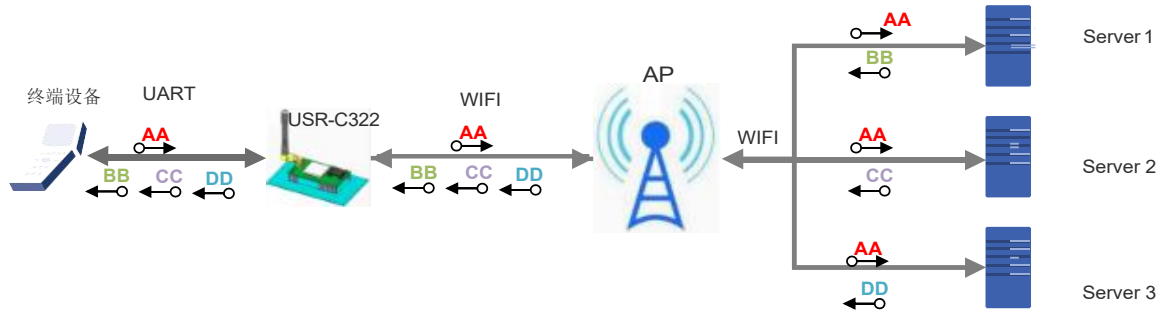 终端设备
UART
AA
BB CC DD
USR-C322
WIFI
AA
BB CC DD
AP
WIFI
AA
BB
Server 1
AA
CC
Server 2
AA
DD
Server 3